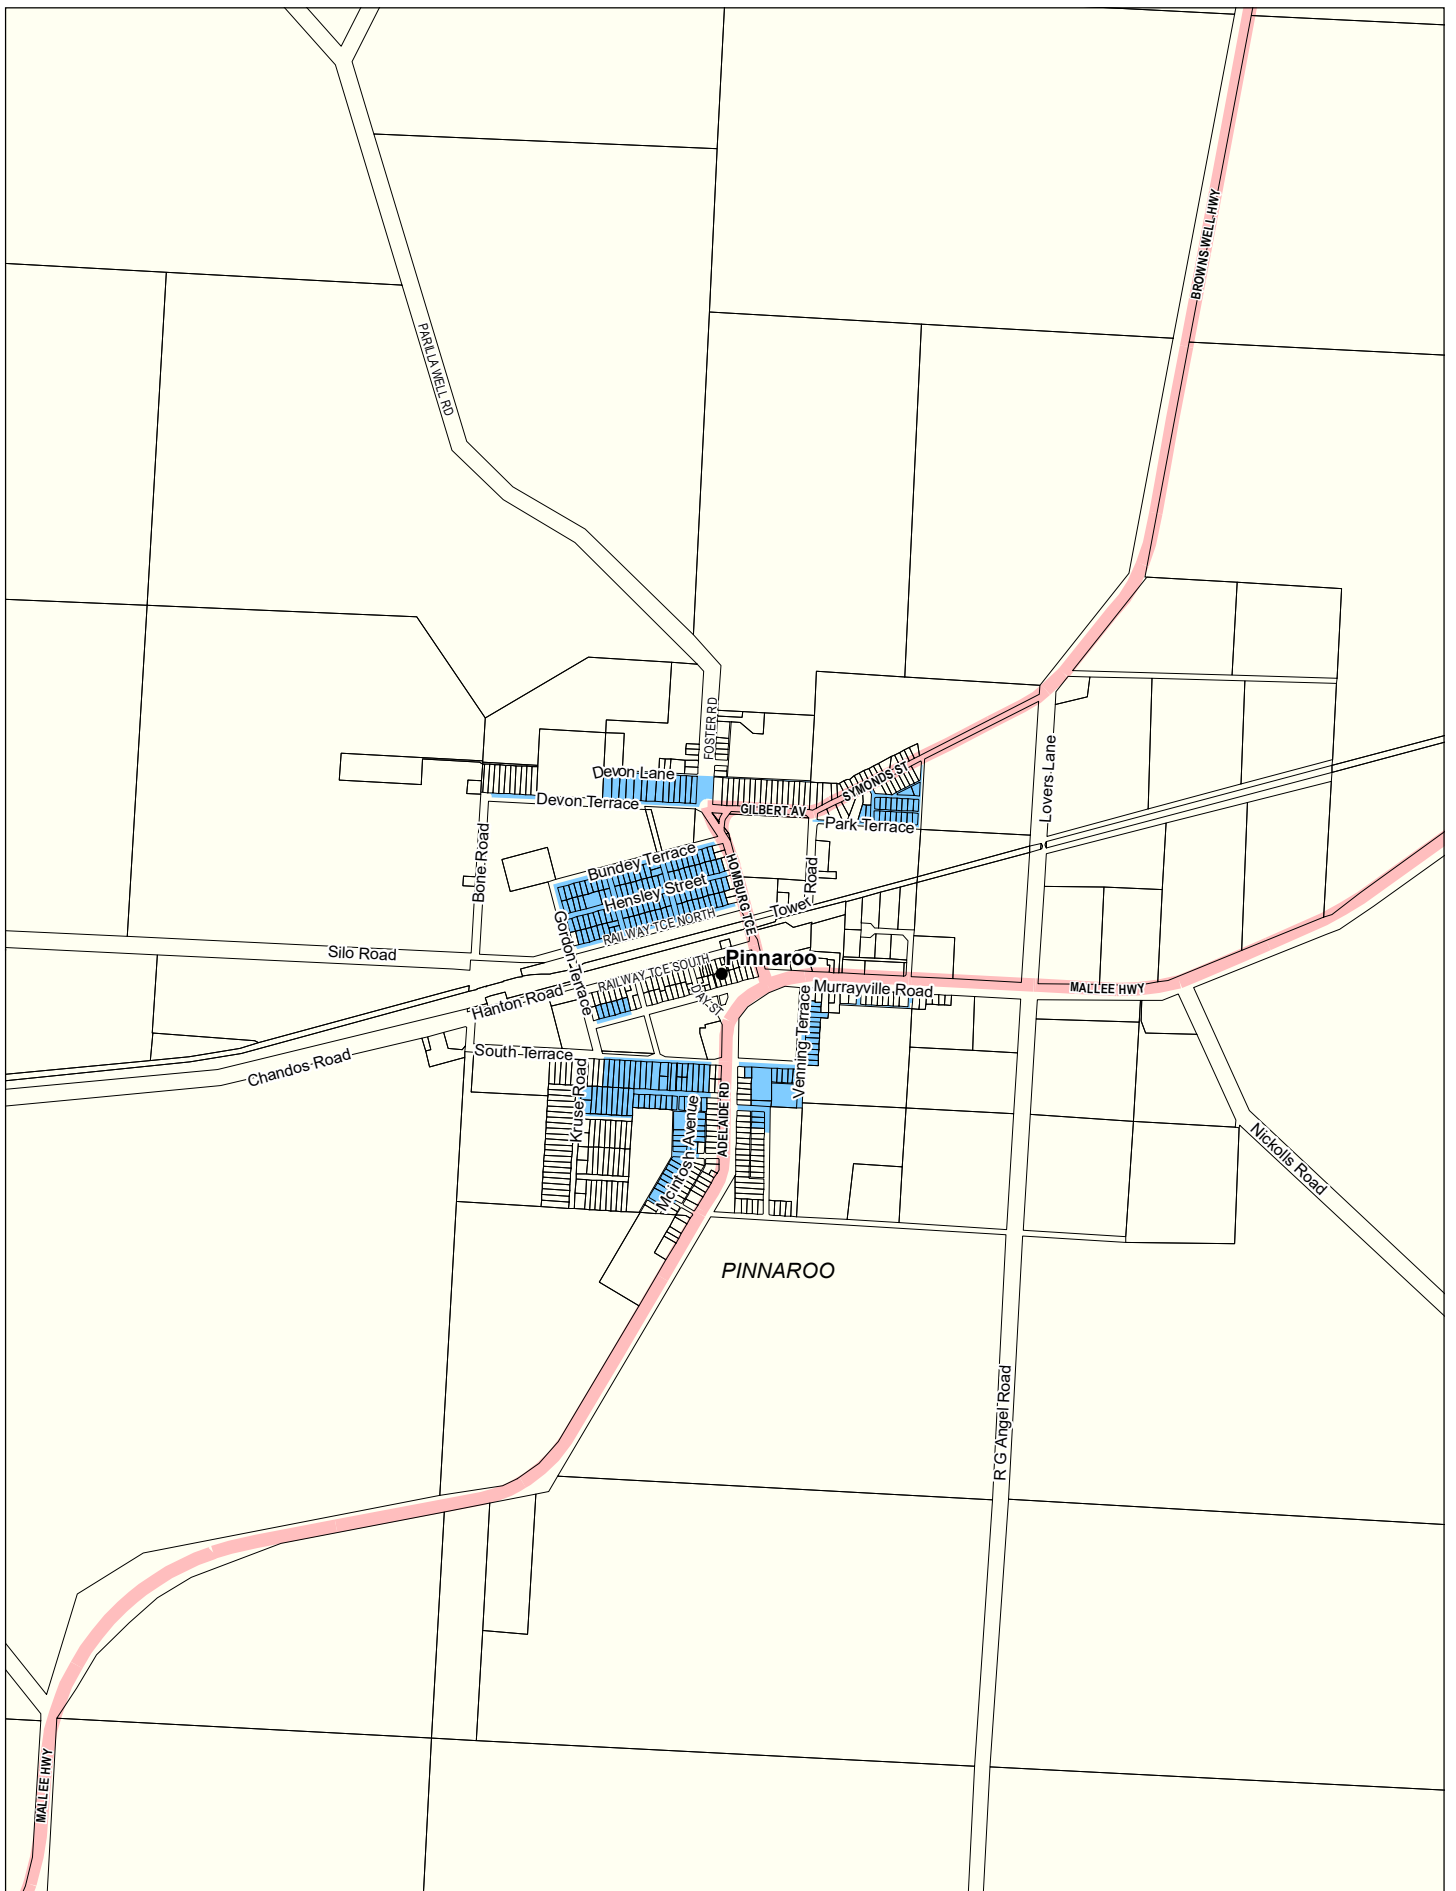 BROWNS WELL HWY
PARILLA WELL RD
FOSTER RD
Devon Lane
Devon Terrace
GILBERT AV
SYMONDS ST
Park Terrace
Lovers Lane
Bone Road
Bundey Terrace
Hensley Street
HOMBURG TCE
Tower Road
Gordon Terrace
RAILWAY TCE NORTH
Silo Road
RAILWAY TCE SOUTH
Pinnaroo
Hanton Road
DAY ST
Murrayville Road
MALLEE HWY
Chandos Road
South Terrace
Venning Terrace
Kruse Road
Mcintosh Avenue
ADELAIDE RD
Nickolls Road
PINNAROO
R G Angel Road
MALLEE HWY